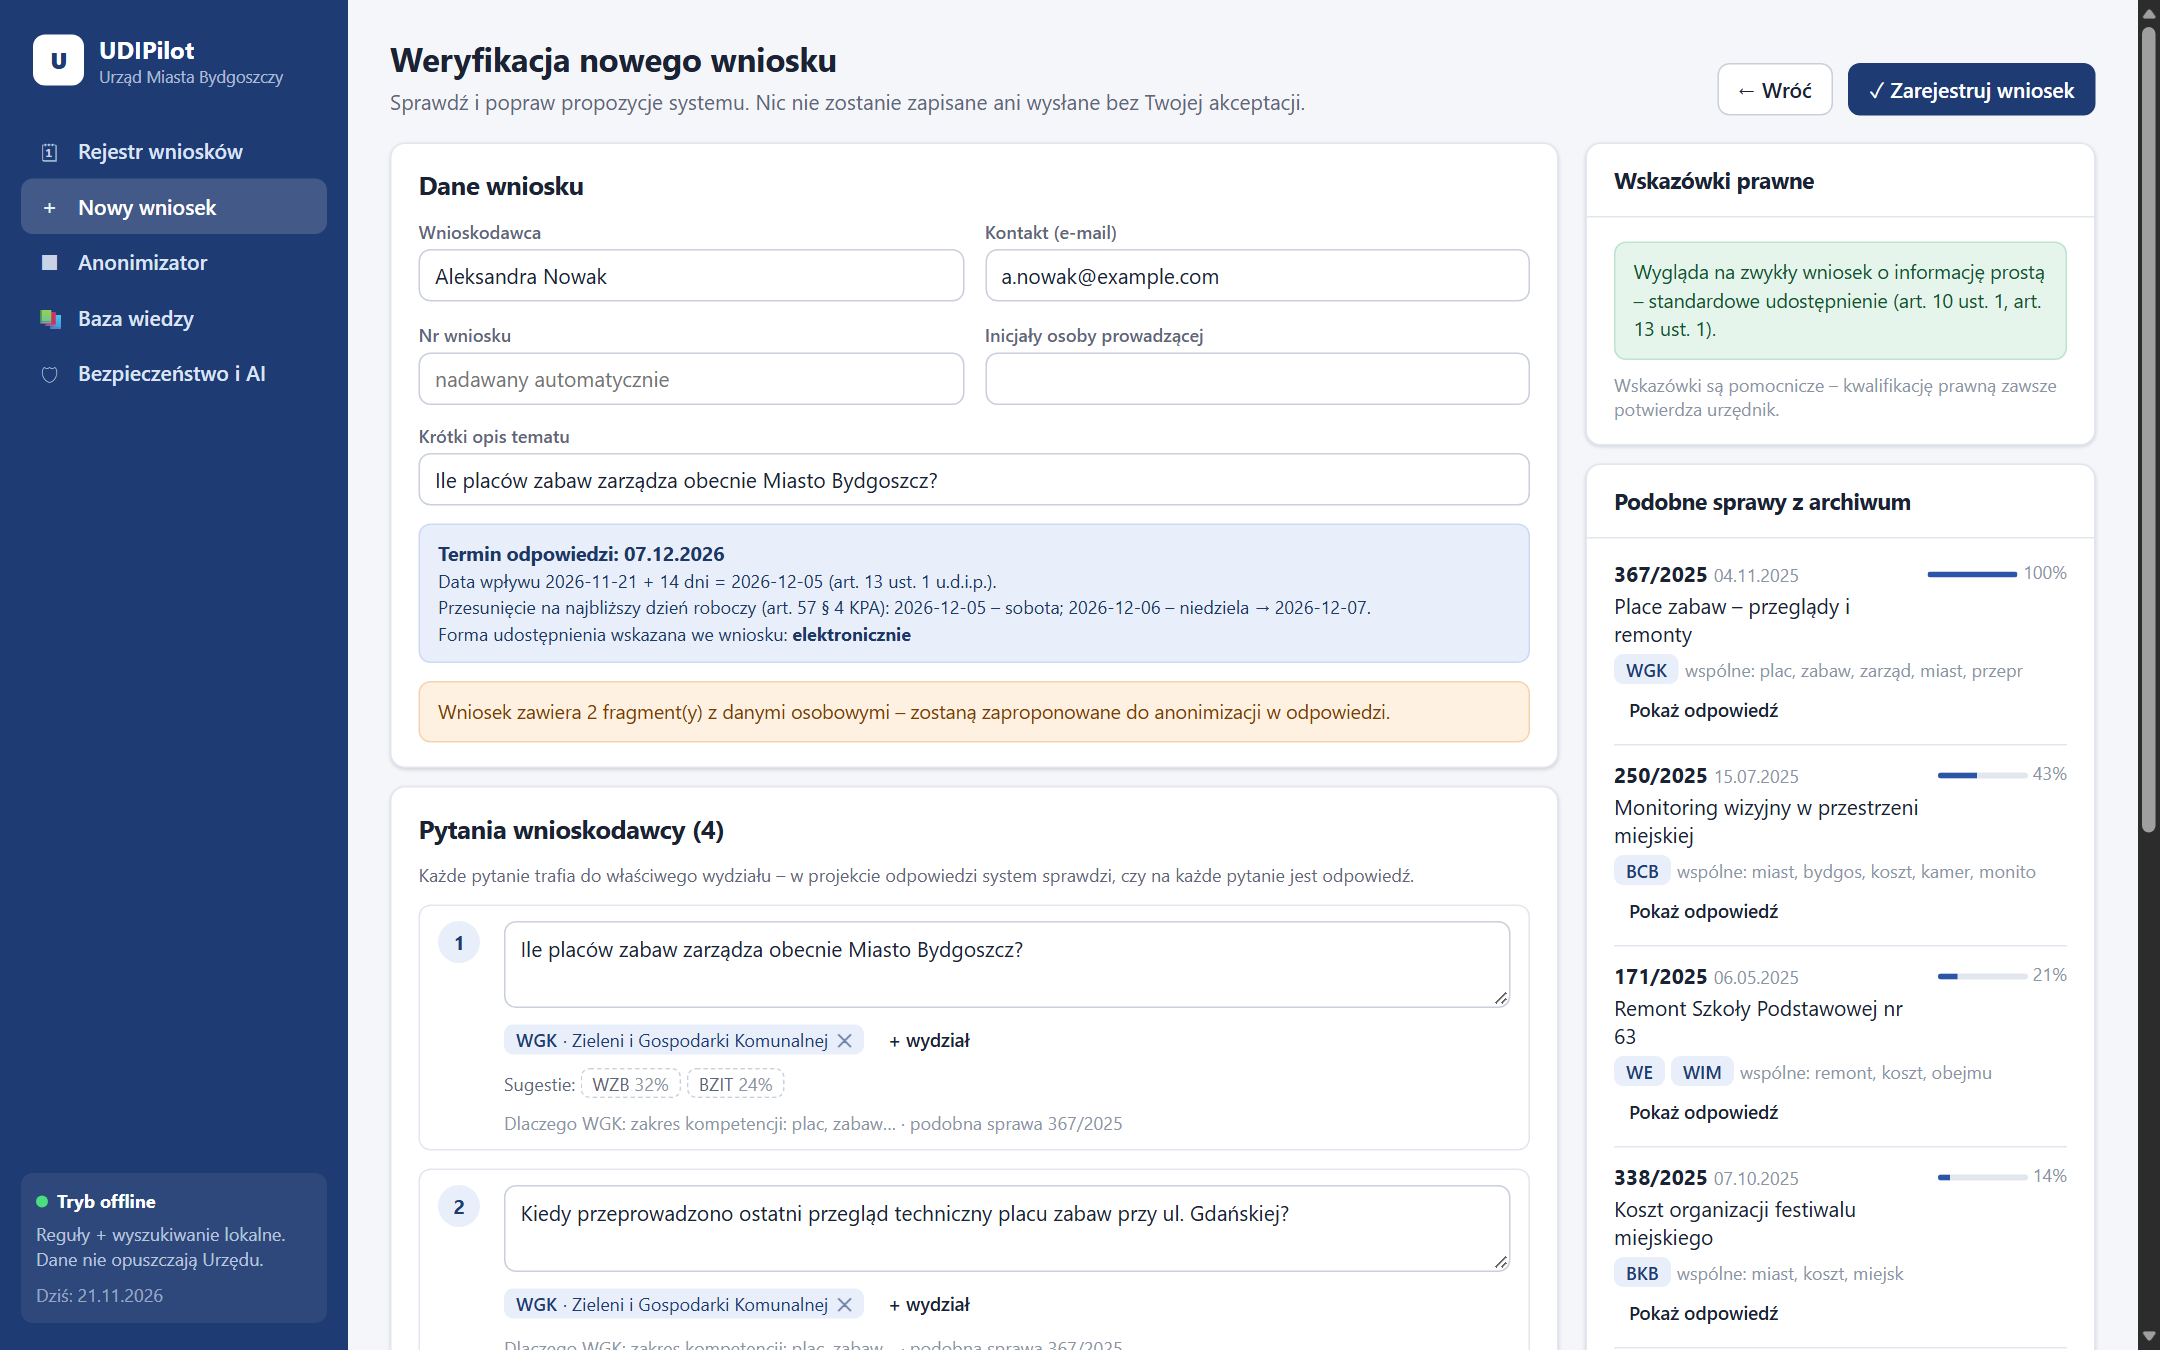 U
UDIPilot
Urząd Miasta Bydgoszczy
Rejestr wniosków
+ Nowy wniosek
Anonimizator
Baza wiedzy
Bezpieczeństwo i AI
Tryb offline
Reguły + wyszukiwanie lokalne.
Dane nie opuszczają Urzędu.
Dziś: 21.11.2026
Weryfikacja nowego wniosku
Sprawdź i popraw propozycje systemu. Nic nie zostanie zapisane ani wysłane bez Twojej akceptacji.
← Wróć
✓ Zarejestruj wniosek
Dane wniosku
Wnioskodawca
Aleksandra Nowak
Kontakt (e-mail)
a.nowak@example.com
Nr wniosku
nadawany automatycznie
Inicjały osoby prowadzącej
Krótki opis tematu
Ile placów zabaw zarządza obecnie Miasto Bydgoszcz?
Termin odpowiedzi: 07.12.2026
Data wpływu 2026-11-21 + 14 dni = 2026-12-05 (art. 13 ust. 1 u.d.i.p.).
Przesunięcie na najbliższy dzień roboczy (art. 57 § 4 KPA): 2026-12-05 – sobota; 2026-12-06 – niedziela → 2026-12-07.
Forma udostępnienia wskazana we wniosku: elektronicznie
Wniosek zawiera 2 fragment(y) z danymi osobowymi – zostaną zaproponowane do anonimizacji w odpowiedzi.
Pytania wnioskodawcy (4)
Każde pytanie trafia do właściwego wydziału – w projekcie odpowiedzi system sprawdzi, czy na każde pytanie jest odpowiedź.
1
Ile placów zabaw zarządza obecnie Miasto Bydgoszcz?
WGK · Zieleni i Gospodarki Komunalnej ✕ + wydział
Sugestie: WZB 32% BZIT 24%
Dlaczego WGK: zakres kompetencji: plac, zabaw... · podobna sprawa 367/2025
2
Kiedy przeprowadzono ostatni przegląd techniczny placu zabaw przy ul. Gdańskiej?
WGK · Zieleni i Gospodarki Komunalnej ✕ + wydział
Dlaczego WGK: zakres kompetencji: plac, zabaw... · podobna sprawa 367/2025
Wskazówki prawne
Wygląda na zwykły wniosek o informację prostą
– standardowe udostępnienie (art. 10 ust. 1, art.
13 ust. 1).
Wskazówki są pomocnicze – kwalifikację prawną zawsze
potwierdza urzędnik.
Podobne sprawy z archiwum
367/2025 04.11.2025 100%
Place zabaw – przeglądy i
remonty
WGK wspólne: plac, zabaw, zarząd, miast, przepr
Pokaż odpowiedź
250/2025 15.07.2025 43%
Monitoring wizyjny w przestrzeni
miejskiej
BCB wspólne: miast, bydgos, koszt, kamer, monito
Pokaż odpowiedź
171/2025 06.05.2025 21%
Remont Szkoły Podstawowej nr
63
WE WIM wspólne: remont, koszt, obejmu
Pokaż odpowiedź
338/2025 07.10.2025 14%
Koszt organizacji festiwalu
miejskiego
BKB wspólne: miast, koszt, miejsk
Pokaż odpowiedź